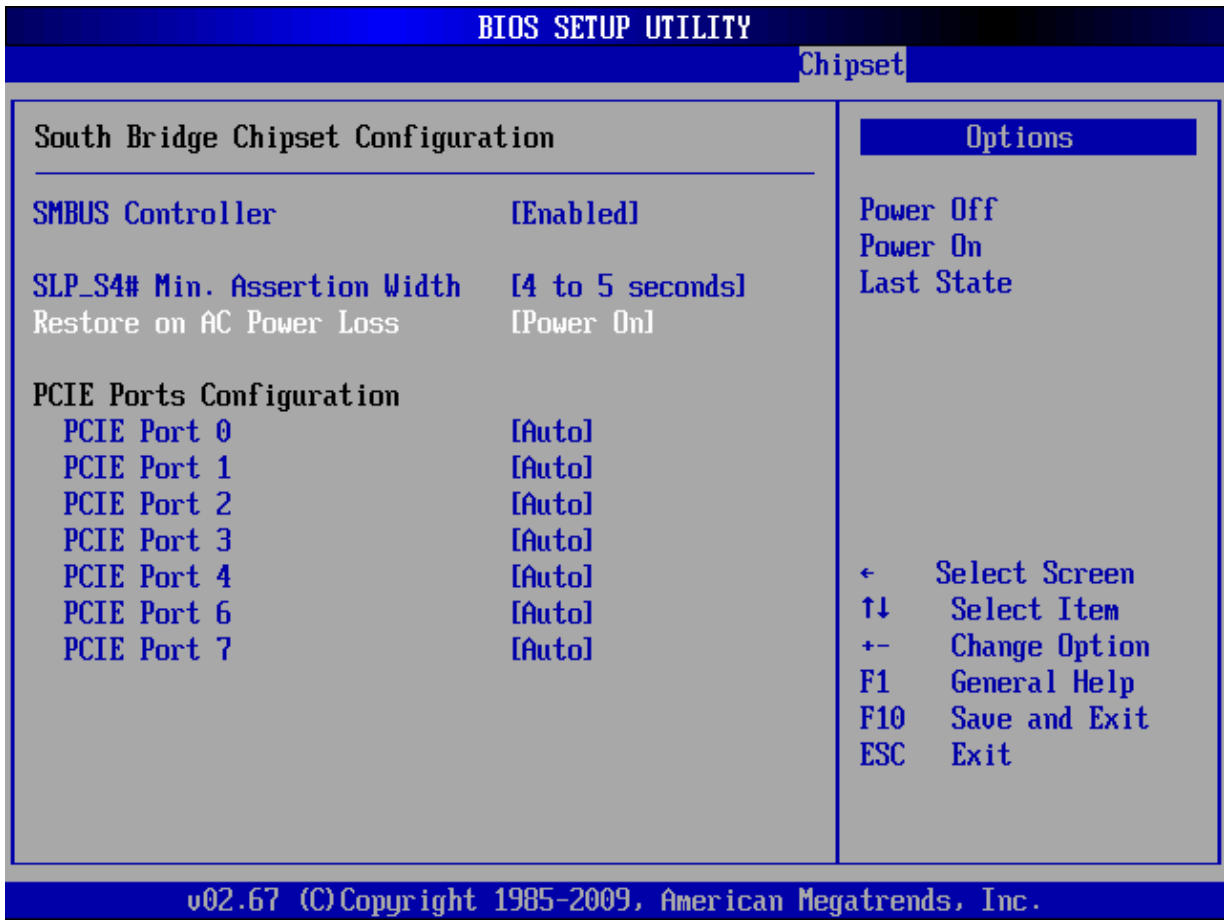 BIOS SETUP UTILITY
Chipset
South Bridge Chipset Configuration
SMBUS Controller [Enabled]
SLP_S4# Min. Assertion Width [4 to 5 seconds]
Restore on AC Power Loss [Power On]
PCIE Ports Configuration
PCIE Port 0 [Auto]
PCIE Port 1 [Auto]
PCIE Port 2 [Auto]
PCIE Port 3 [Auto]
PCIE Port 4 [Auto]
PCIE Port 6 [Auto]
PCIE Port 7 [Auto]
Options
Power Off
Power On
Last State
← Select Screen
↑↓ Select Item
+- Change Option
F1 General Help
F10 Save and Exit
ESC Exit
v02.67 (C)Copyright 1985-2009, American Megatrends, Inc.